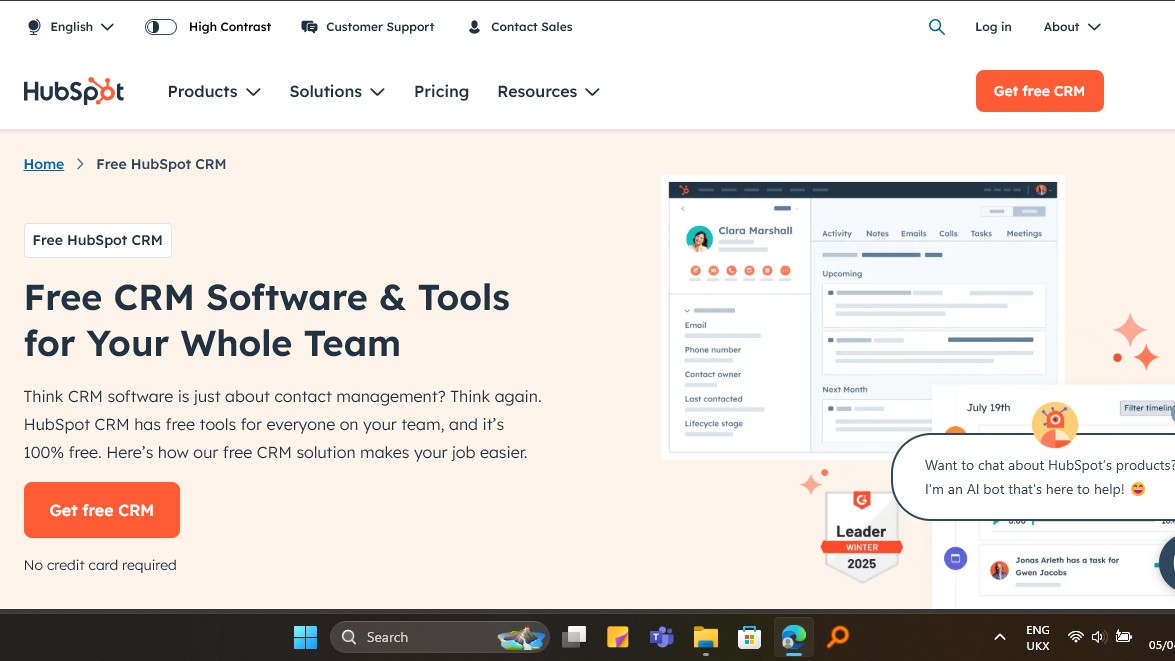 English
High Contrast
Customer Support
Contact Sales
Log in
About
HubSpot
Products
Solutions
Pricing
Resources
Get free CRM
Home > Free HubSpot CRM
Free HubSpot CRM
Free CRM Software & Tools
for Your Whole Team
Think CRM software is just about contact management? Think again.
HubSpot CRM has free tools for everyone on your team, and it's
100% free. Here's how our free CRM solution makes your job easier.
Get free CRM
No credit card required
Clara Marshall
Email
Phone number
Contact owner
Last contacted
Lifecycle stage
Activity Notes Emails Calls Tasks Meetings
Upcoming
Next Month
July 19th
Filter timelin
Want to chat about HubSpot's products?
I'm an AI bot that's here to help! 😄
Leader
WINTER
2025
Jonas Arleth has a task for
Gwen Jacobs
Search
ENG
UKX
05/0